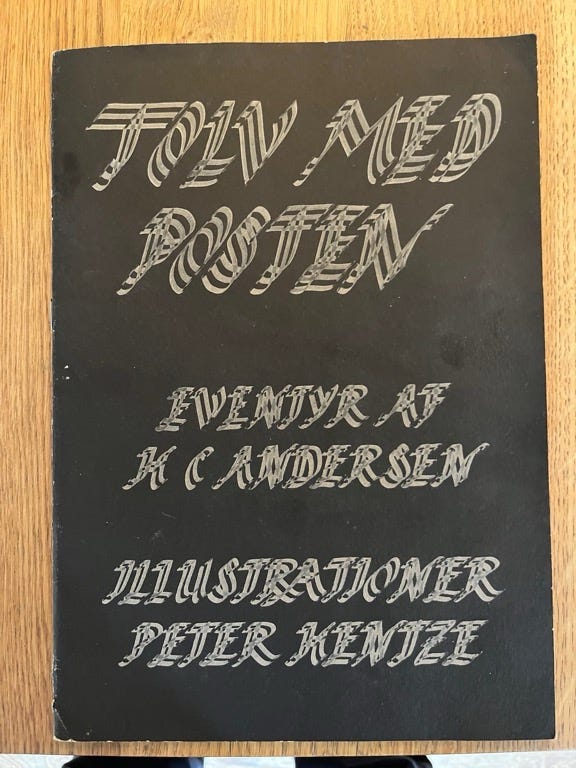 TOLV MED
POSTEN
EVENTYR AF
H C ANDERSEN
ILLUSTRATIONER
PETER HENTZE